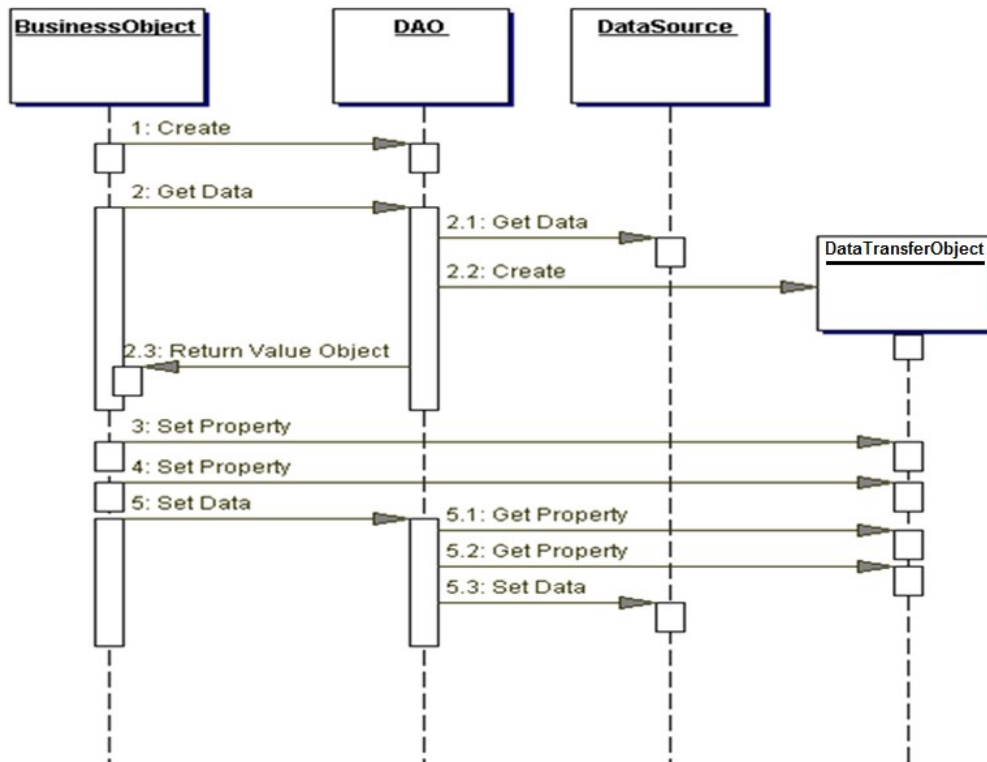 BusinessObject
DAO
DataSource
1: Create
2: Get Data
2.1: Get Data
DataTransferObject
2.2: Create
2.3: Return Value Object
3: Set Property
4: Set Property
5: Set Data
5.1: Get Property
5.2: Get Property
5.3: Set Data